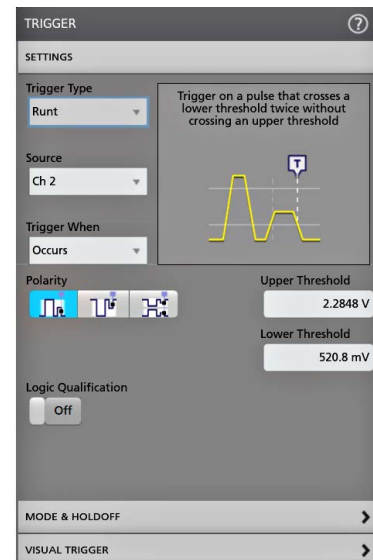 TRIGGER
?
SETTINGS
Trigger Type
Runt
Trigger on a pulse that crosses a
lower threshold twice without
crossing an upper threshold
T
Source
Ch 2
Trigger When
Occurs
Polarity
Upper Threshold
2.2848 V
Lower Threshold
520.8 mV
Logic Qualification
Off
MODE & HOLDOFF
VISUAL TRIGGER